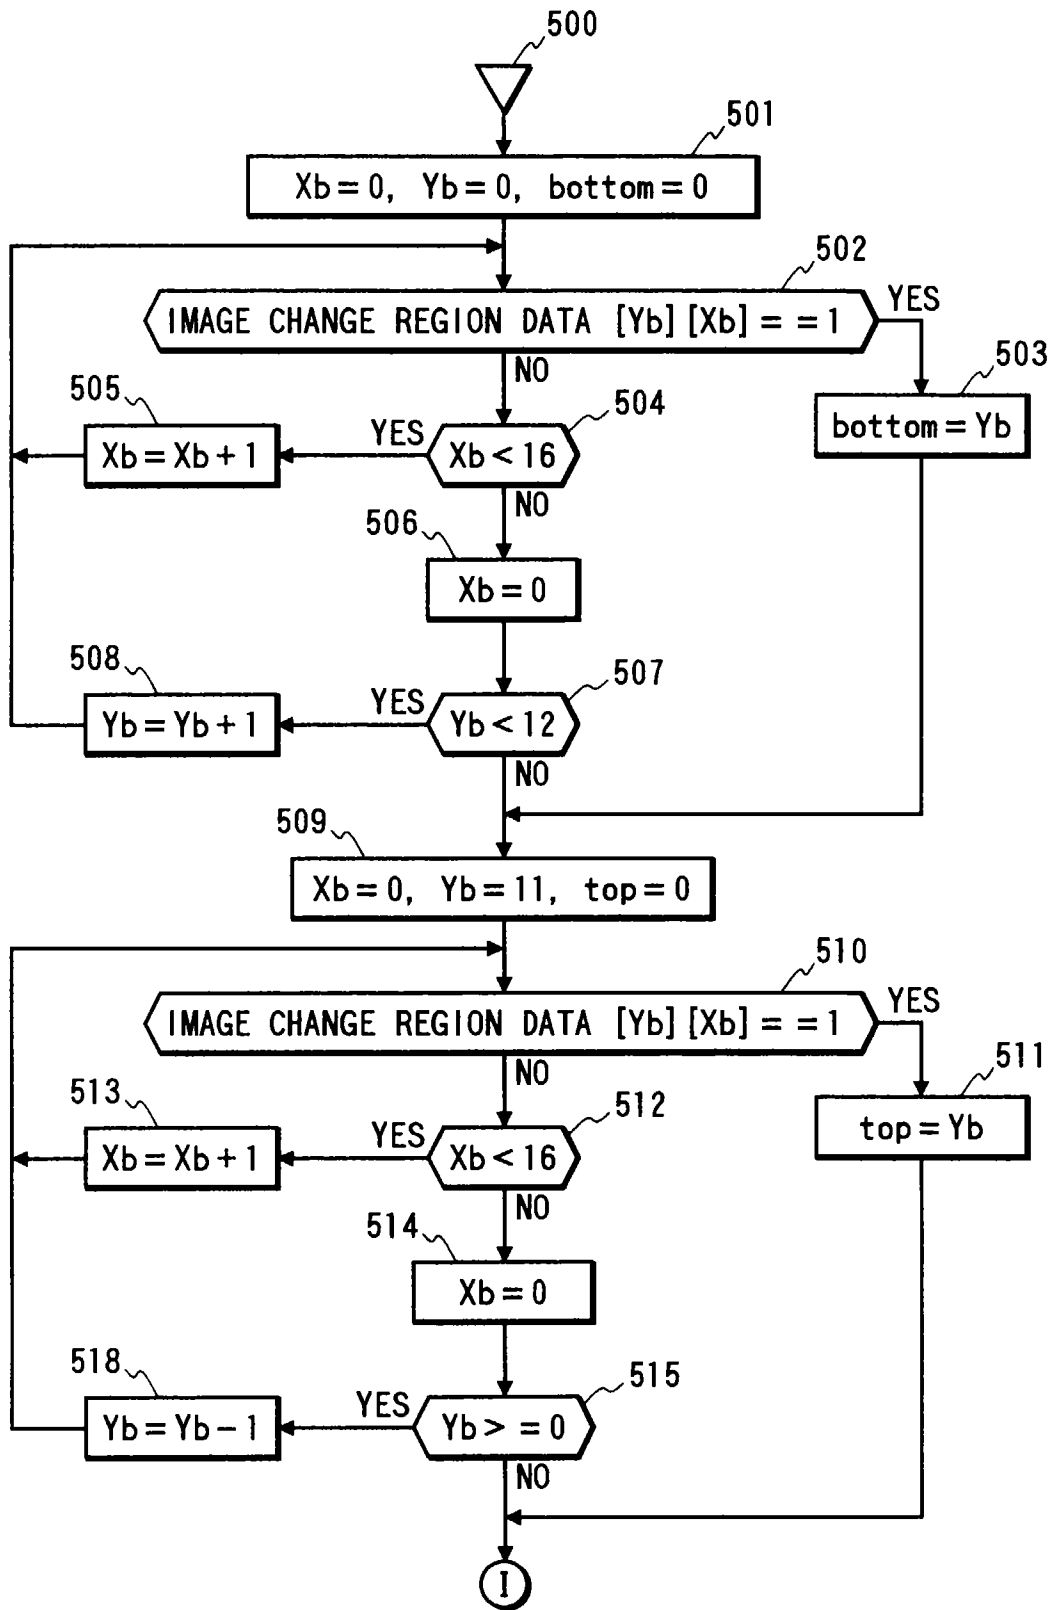 500
501
Xb=0, Yb=0, bottom=0
502
IMAGE CHANGE REGION DATA [Yb][Xb]==1
YES
NO
503
bottom=Yb
504
Xb<16
YES
505
Xb=Xb+1
NO
506
Xb=0
507
Yb<12
YES
508
Yb=Yb+1
NO
509
Xb=0, Yb=11, top=0
510
IMAGE CHANGE REGION DATA [Yb][Xb]==1
YES
NO
511
top=Yb
512
Xb<16
YES
513
Xb=Xb+1
NO
514
Xb=0
515
Yb>=0
YES
518
Yb=Yb-1
NO
I